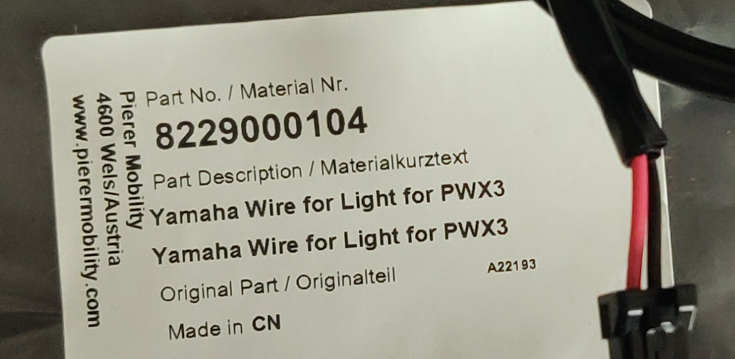 Pierer Mobility
4600 Wels/Austria
www.pierermobility.com
Part No. / Material Nr.
8229000104
Part Description / Materialkurztext
Yamaha Wire for Light for PWX3
Yamaha Wire for Light for PWX3
Original Part / Originalteil
A22193
Made in CN